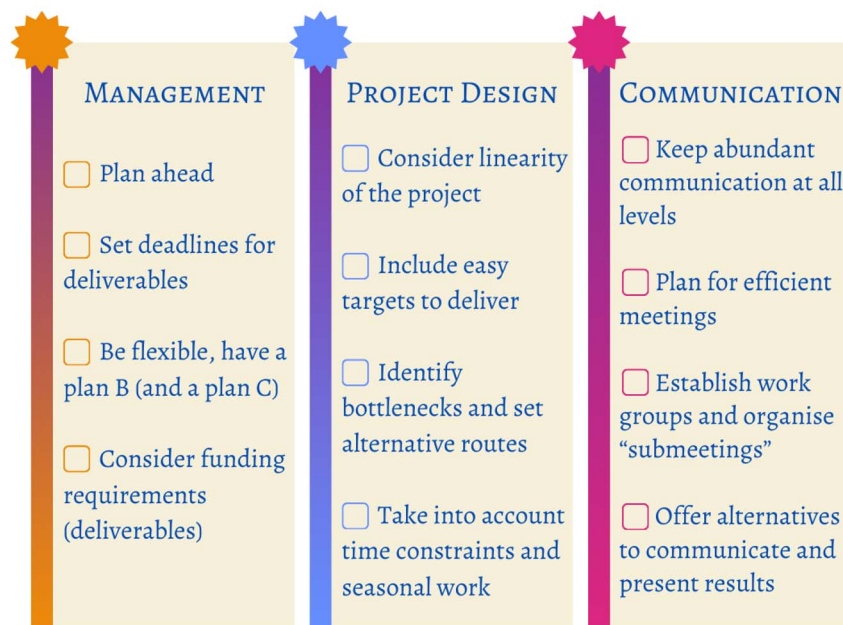 Management
Plan ahead
Set deadlines for
deliverables
Be flexible, have a
plan B (and a plan C)
Consider funding
requirements
(deliverables)
Project Design
Consider linearity
of the project
Include easy
targets to deliver
Identify
bottlenecks and set
alternative routes
Take into account
time constraints and
seasonal work
Communication
Keep abundant
communication at all
levels
Plan for efficient
meetings
Establish work
groups and organise
“submeetings”
Offer alternatives
to communicate and
present results